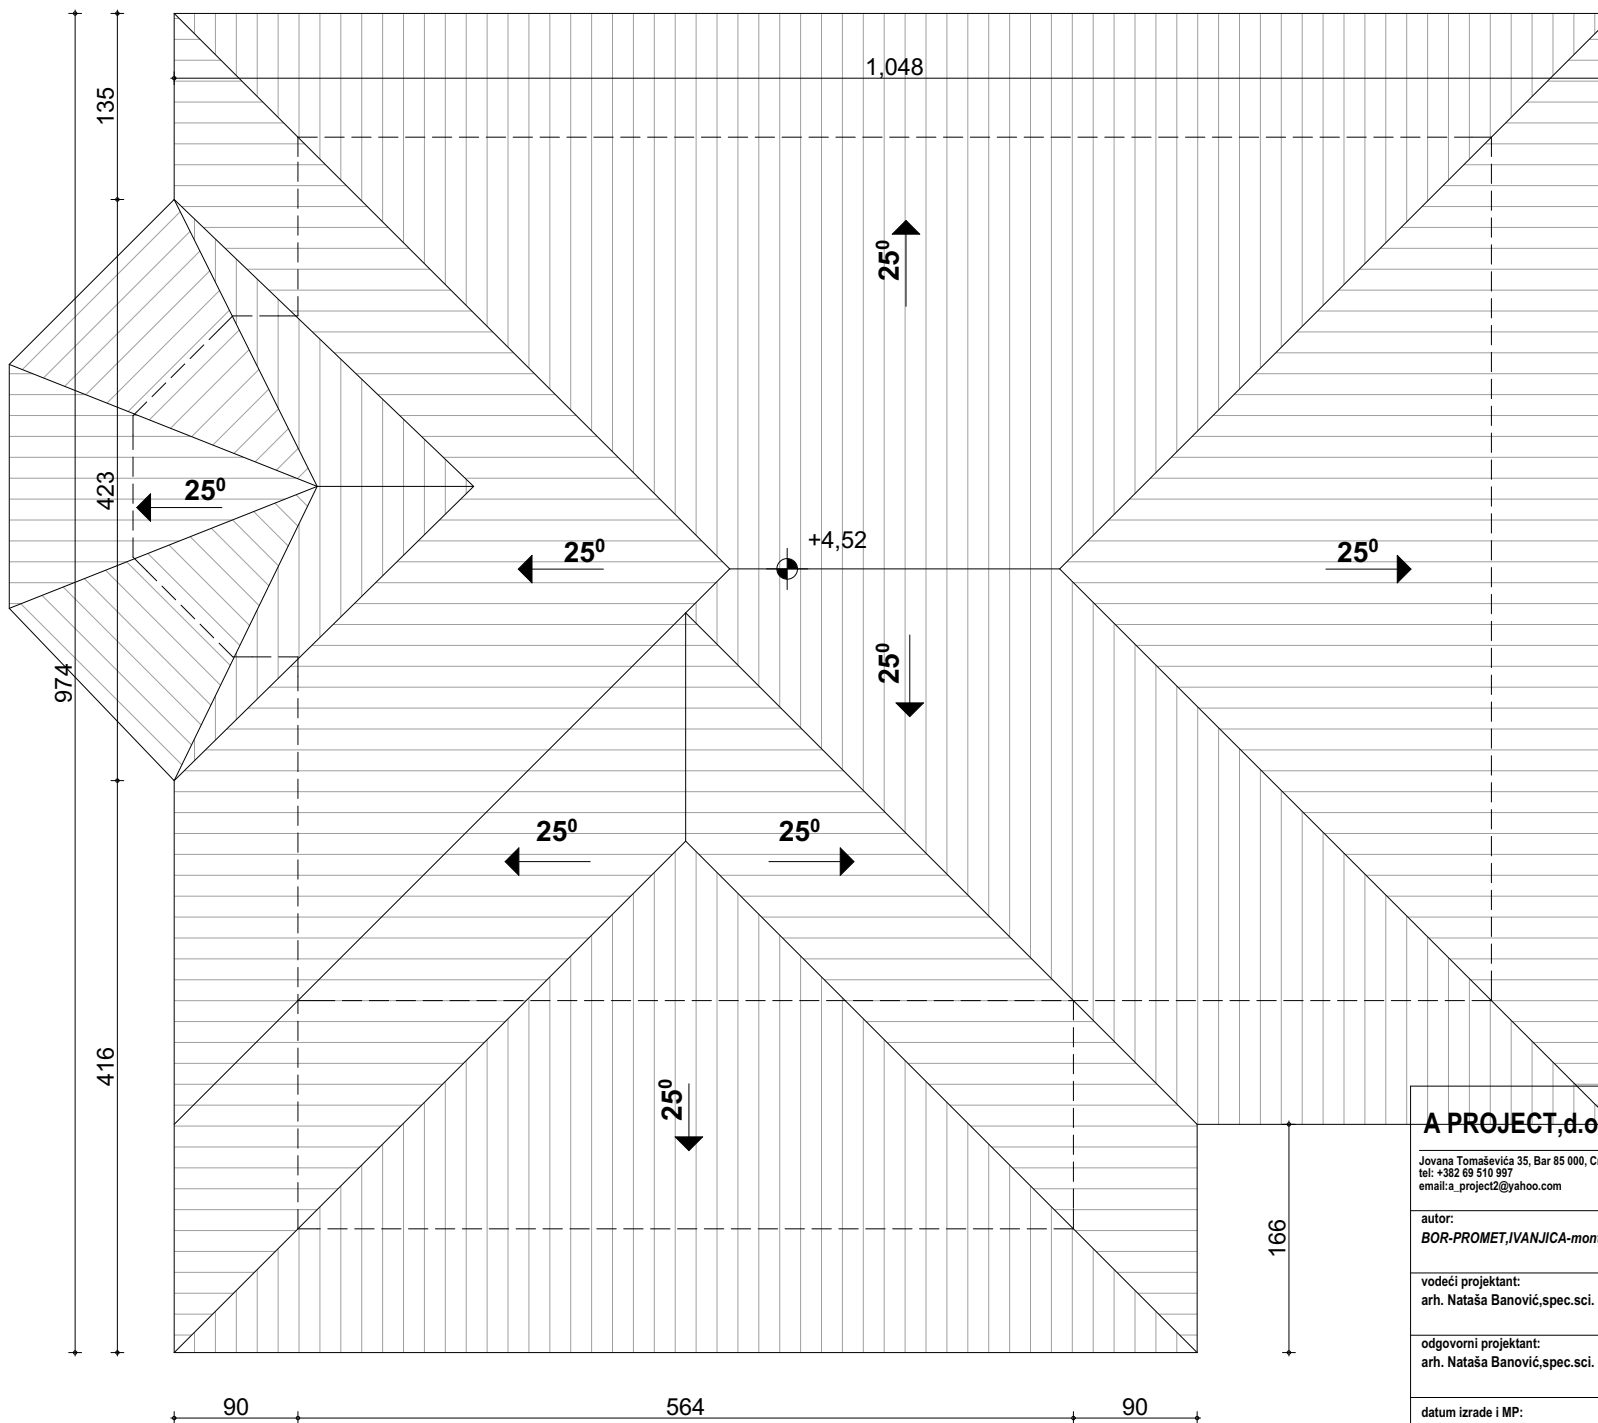 1,048
135
25⁰
423
25⁰
+4,52
25⁰
25⁰
974
25⁰
25⁰
25⁰
416
25⁰
166
90
564
90
A PROJECT,d.o
Jovana Tomaševića 35, Bar 85 000, C
tel: +382 69 510 997
email:a_project2@yahoo.com
autor:
BOR-PROMET,IVANJICA-mon
vodeći projektant:
arh. Nataša Banović,spec.sci.
odgovorni projektant:
arh. Nataša Banović,spec.sci.
datum izrade i MP: